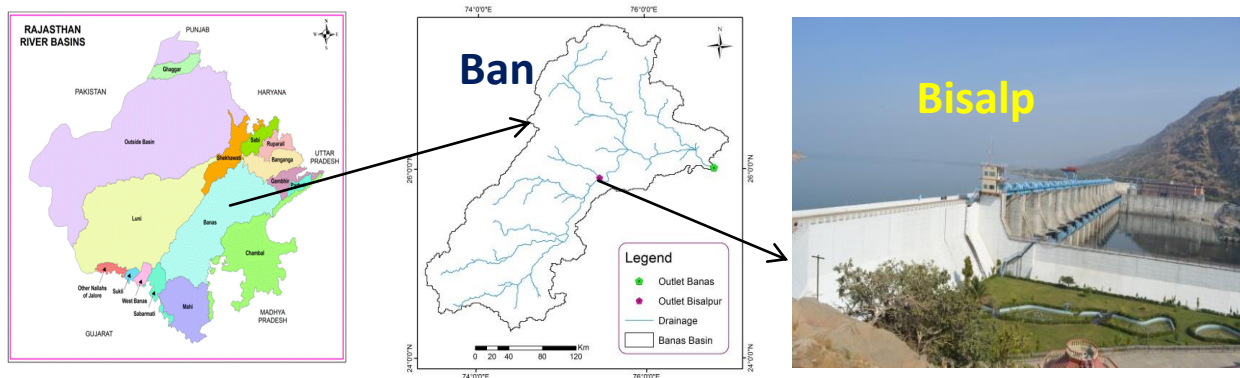 RAJASTHAN
RIVER BASINS
PUNJAB
Ghaggar
PAKISTAN
HARYANA
Outside Basin
Shekhawati
Sabi
Ruparail
Banganga
UTTAR
PRADESH
Gambhir
Luni
Banas
Chambal
Other Nallahs
of Jalore
Sukli
West Banas
Sabarmati
Mahi
GUJARAT
MADHYA
PRADESH
74°0'0"E
76°0'0"E
Ban
26°0'0"N
26°0'0"N
Legend
Outlet Banas
Outlet Bisalpur
Drainage
Banas Basin
0 20 40 80 120
Km
24°0'0"N
24°0'0"N
74°0'0"E
76°0'0"E
Bisalp